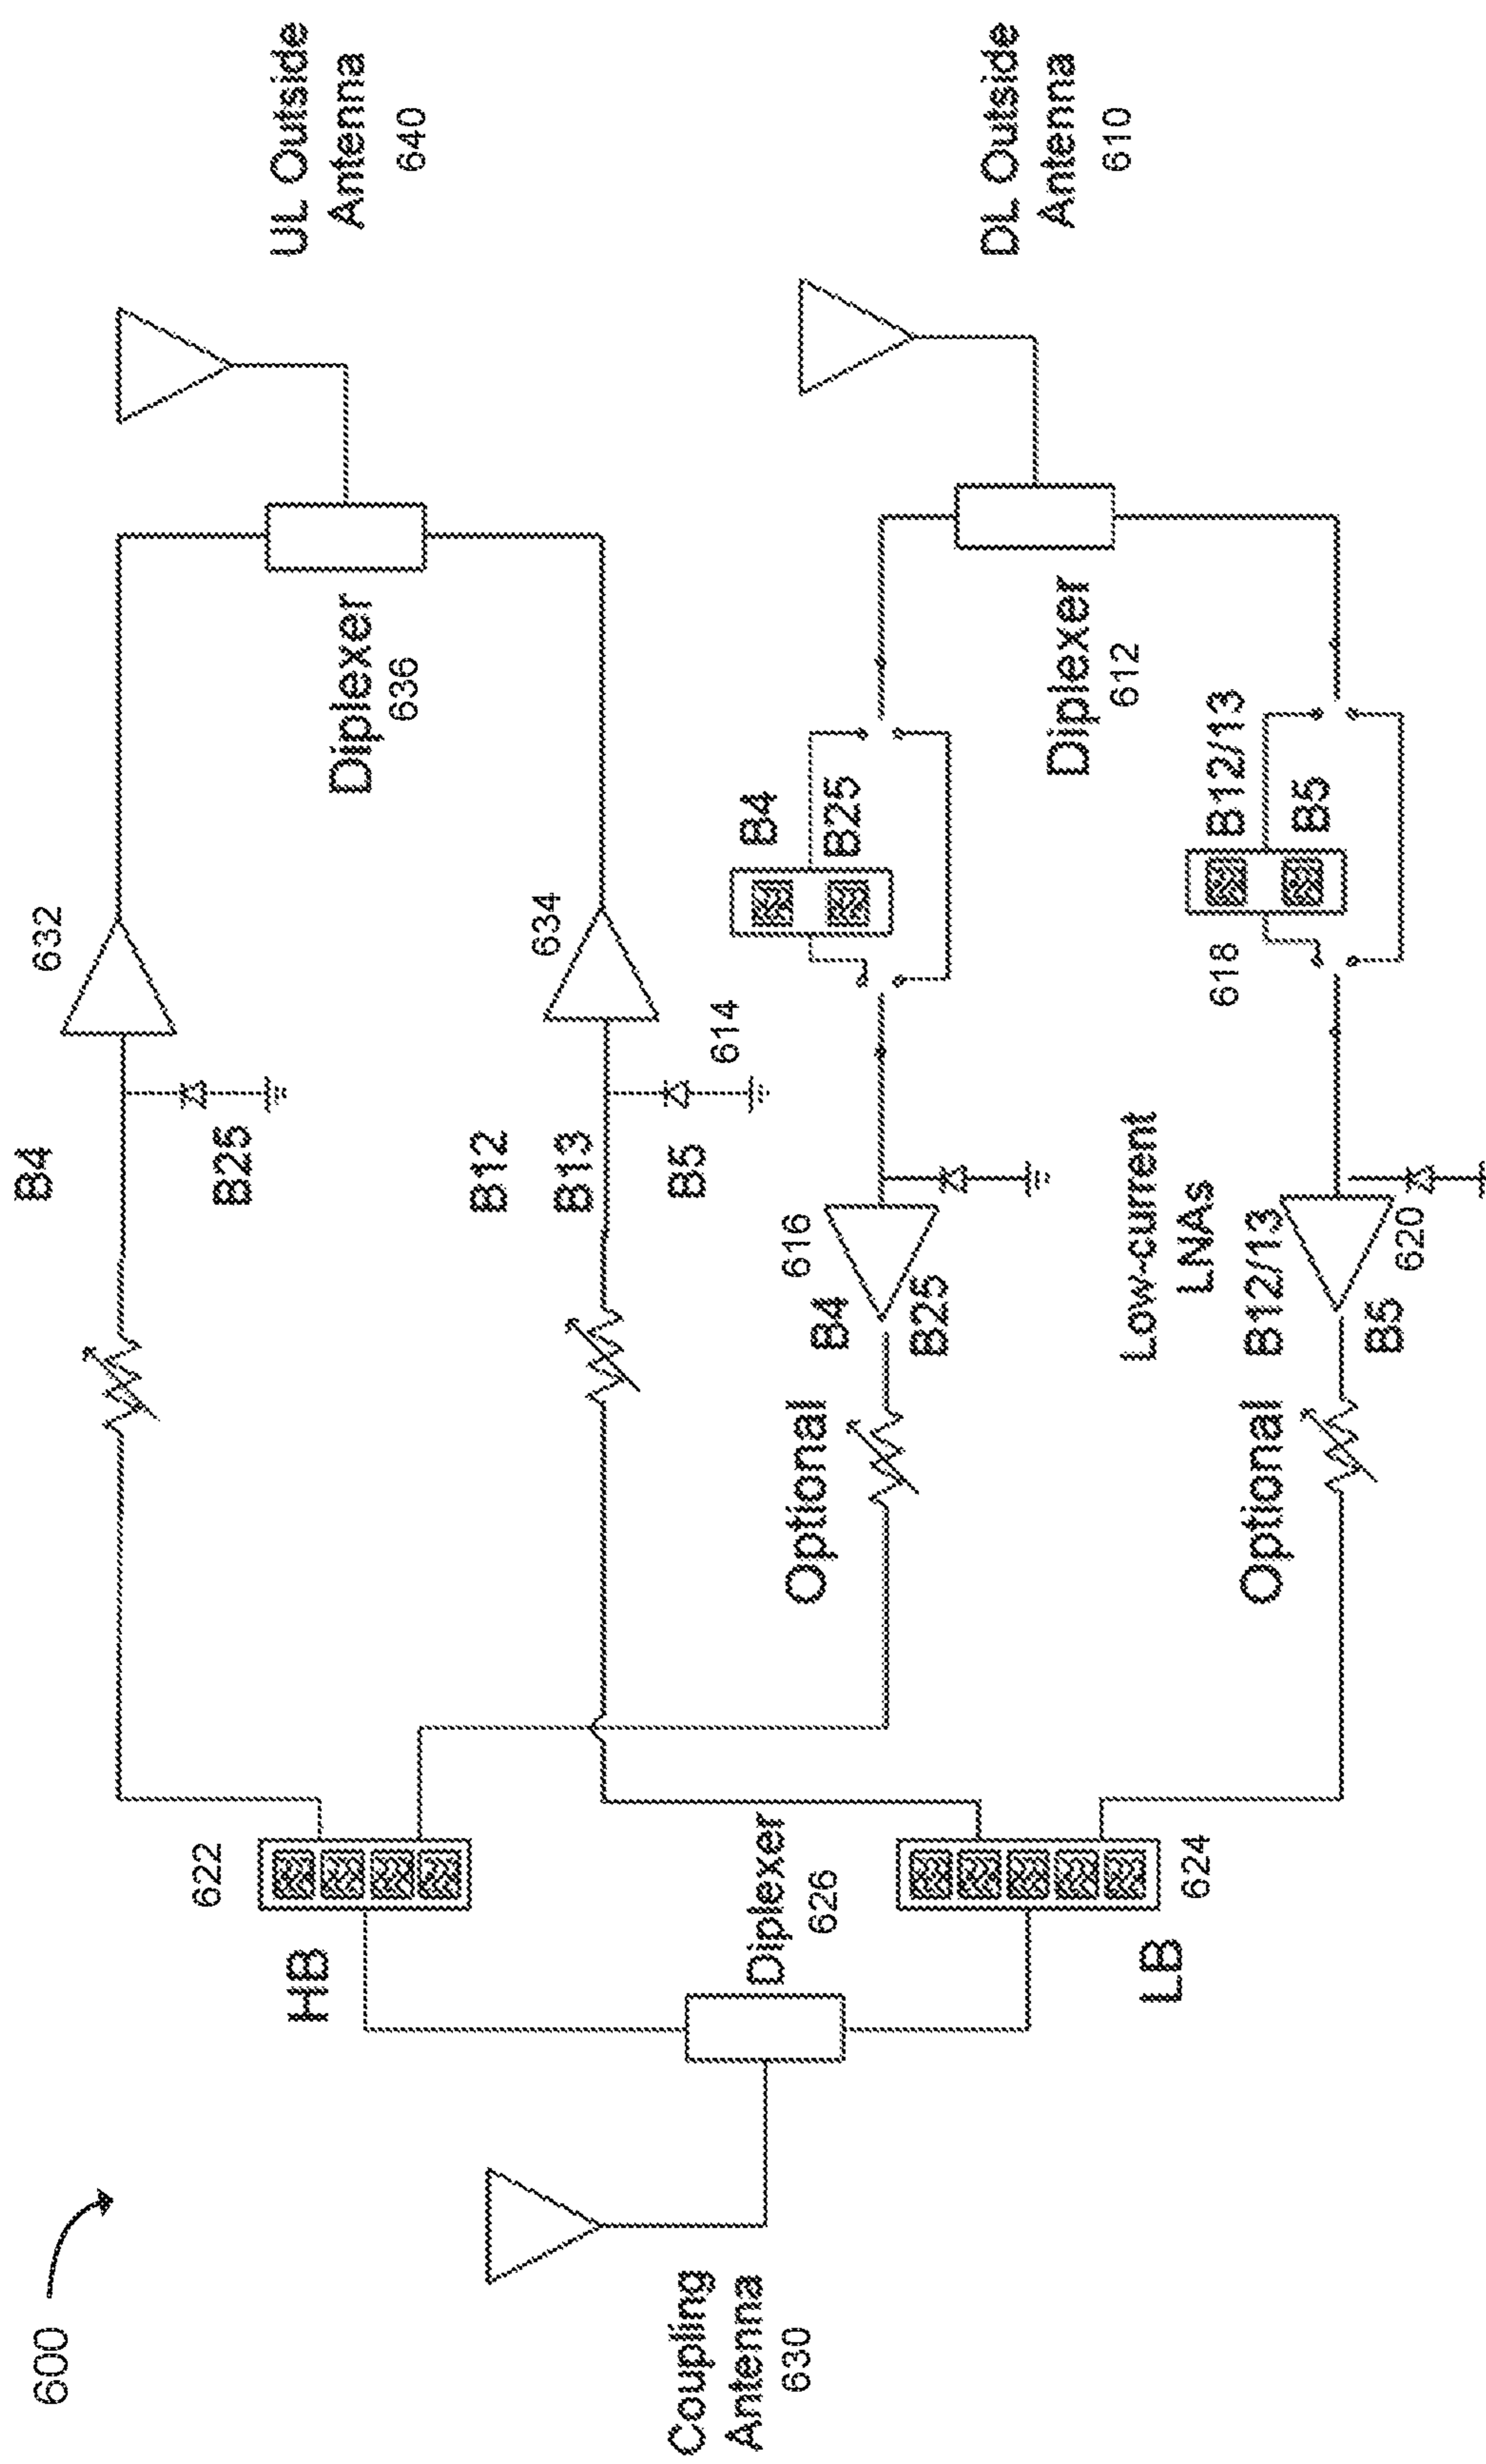 600
B4
632
UL Outside
Antenna
640
B25
622
HB
Diplexer
636
B12
B13
B5
634
614
Coupling
Antenna
630
Diplexer
626
B4
B25
Optional
616
B4
B25
DL Outside
Antenna
610
Diplexer
612
LB
624
Low-current
LNAs
618
B12/13
B5
Optional
B12/13
B5
620